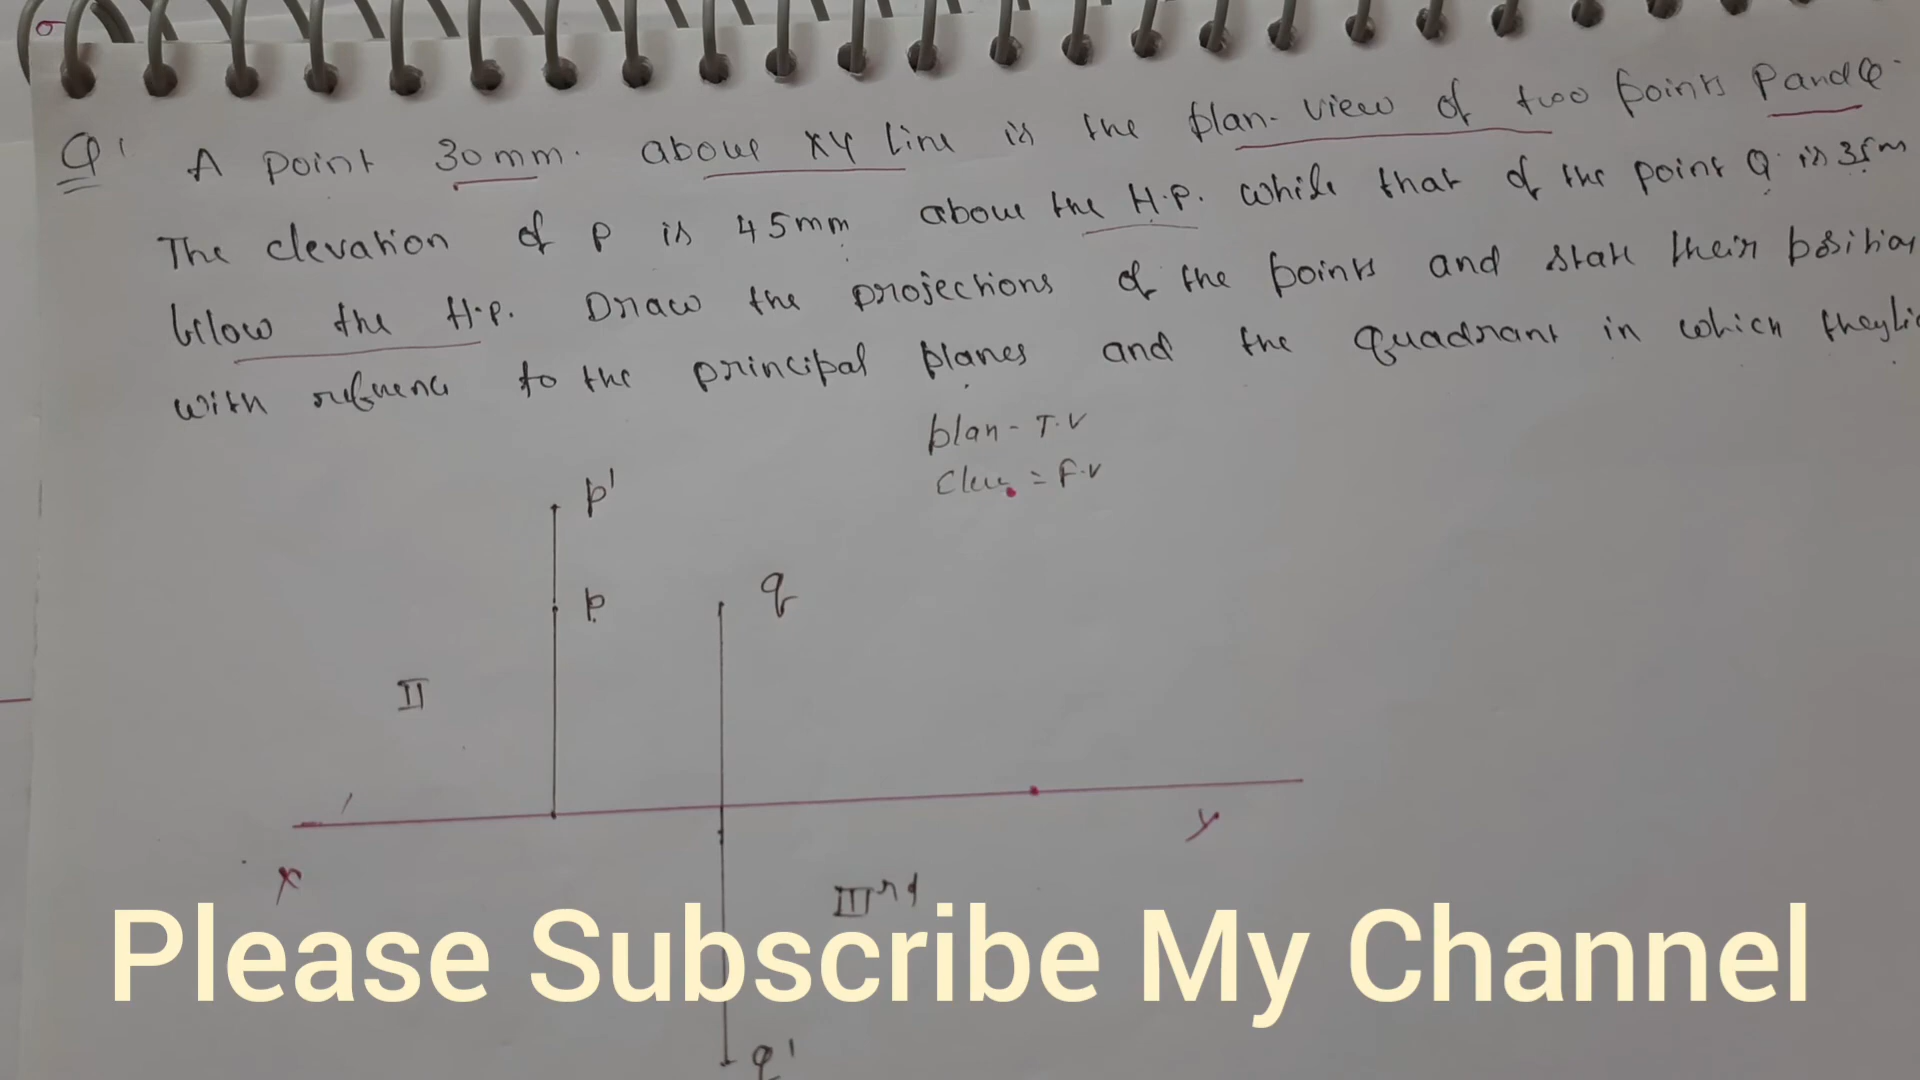 Q1 A point 30mm. above XY line is the plan-view of two points P and Q.
The elevation of P is 45mm above the H.P. while that of the point Q is 35m
below the H.P. Draw the projections of the points and state their position
with reference to the principal planes and the quadrant in which they lie
plan - T.V
Elev. = F.V
p'
p
q
II
x
y
IIIrd
Please Subscribe My Channel
q'